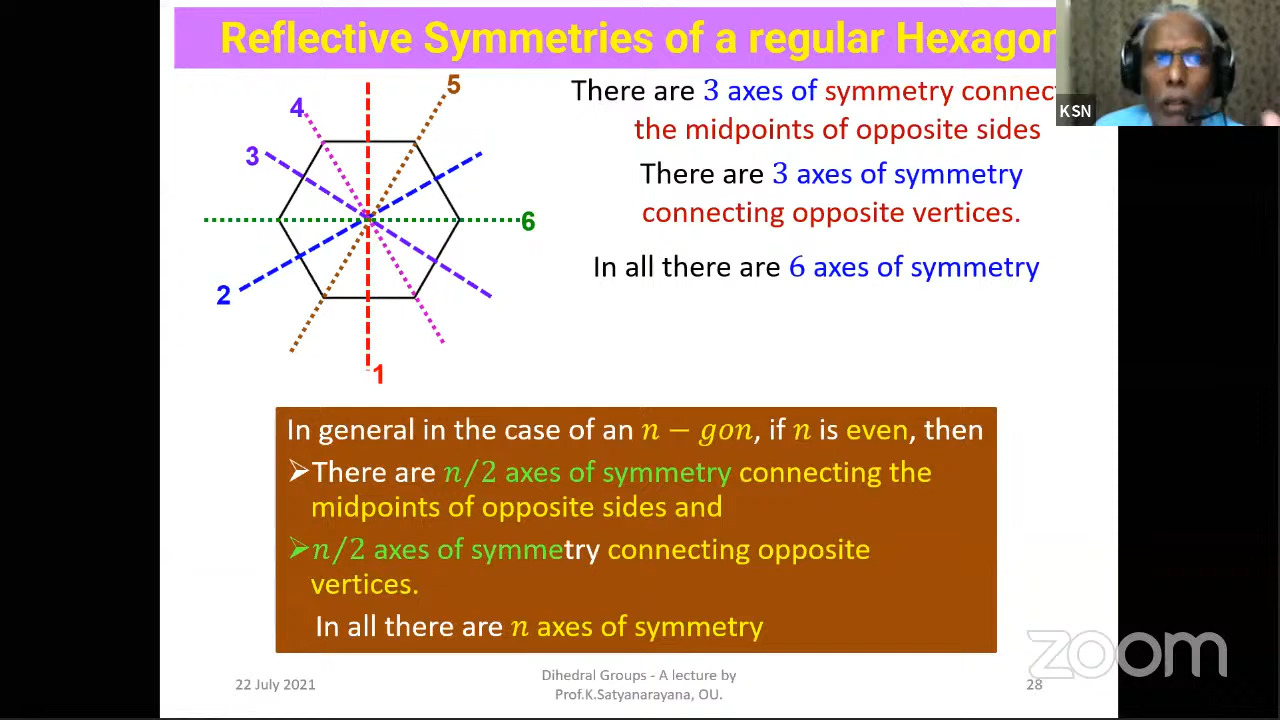 Reflective Symmetries of a regular Hexagon
5
4
3
6
2
1
There are 3 axes of symmetry connec
the midpoints of opposite sides
There are 3 axes of symmetry
connecting opposite vertices.
In all there are 6 axes of symmetry
KSN
In general in the case of an n − gon, if n is even, then
➢There are n/2 axes of symmetry connecting the
midpoints of opposite sides and
➢n/2 axes of symmetry connecting opposite
vertices.
In all there are n axes of symmetry
zoom
22 July 2021
Dihedral Groups - A lecture by
Prof.K.Satyanarayana, OU.
28